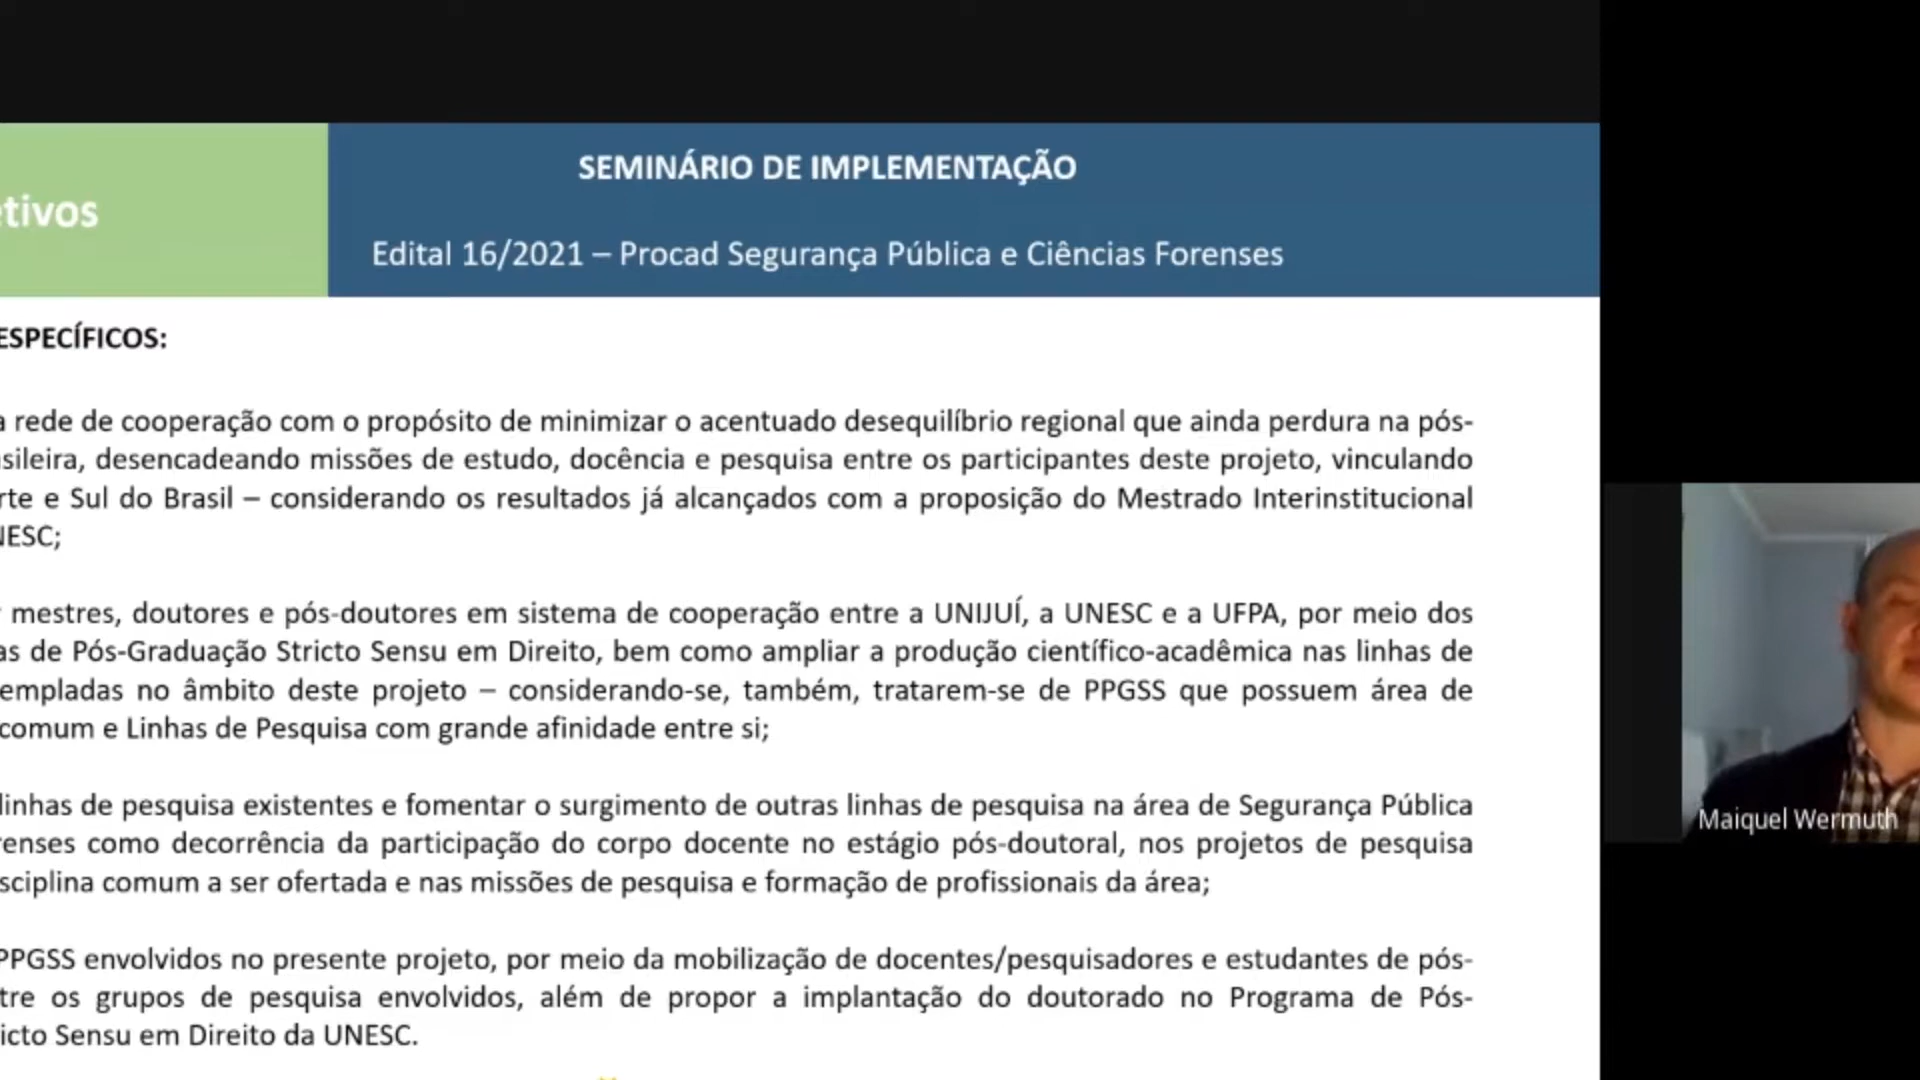 etivos
SEMINÁRIO DE IMPLEMENTAÇÃO
Edital 16/2021 – Procad Segurança Pública e Ciências Forenses
ESPECÍFICOS:
a rede de cooperação com o propósito de minimizar o acentuado desequilíbrio regional que ainda perdura na pós-
sileira, desencadeando missões de estudo, docência e pesquisa entre os participantes deste projeto, vinculando
rte e Sul do Brasil – considerando os resultados já alcançados com a proposição do Mestrado Interinstitucional
NESC;
mestres, doutores e pós-doutores em sistema de cooperação entre a UNIJUÍ, a UNESC e a UFPA, por meio dos
as de Pós-Graduação Stricto Sensu em Direito, bem como ampliar a produção científico-acadêmica nas linhas de
empladas no âmbito deste projeto – considerando-se, também, tratarem-se de PPGSS que possuem área de
comum e Linhas de Pesquisa com grande afinidade entre si;
linhas de pesquisa existentes e fomentar o surgimento de outras linhas de pesquisa na área de Segurança Pública
renses como decorrência da participação do corpo docente no estágio pós-doutoral, nos projetos de pesquisa
sciplina comum a ser ofertada e nas missões de pesquisa e formação de profissionais da área;
PPGSS envolvidos no presente projeto, por meio da mobilização de docentes/pesquisadores e estudantes de pós-
tre os grupos de pesquisa envolvidos, além de propor a implantação do doutorado no Programa de Pós-
icto Sensu em Direito da UNESC.
Maiquel Wermuth